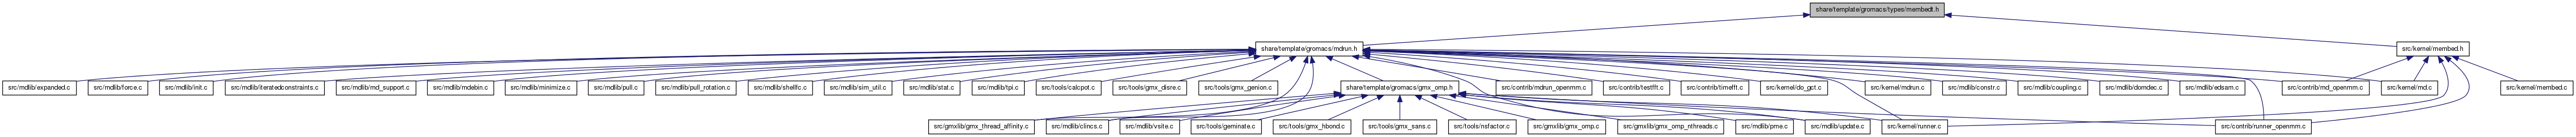 share/template/gromacs/types/membedt.h
share/template/gromacs/mdrun.h
src/kernel/membed.h
src/mdlib/expanded.c
src/mdlib/force.c
src/mdlib/init.c
src/mdlib/iteratedconstraints.c
src/mdlib/md_support.c
src/mdlib/mdebin.c
src/mdlib/minimize.c
src/mdlib/pull.c
src/mdlib/pull_rotation.c
src/mdlib/shellfc.c
src/mdlib/sim_util.c
src/mdlib/stat.c
src/mdlib/tpi.c
src/tools/calcpot.c
src/tools/gmx_disre.c
src/tools/gmx_genion.c
share/template/gromacs/gmx_omp.h
src/contrib/mdrun_openmm.c
src/contrib/testfft.c
src/contrib/timefft.c
src/kernel/do_gct.c
src/kernel/mdrun.c
src/mdlib/constr.c
src/mdlib/coupling.c
src/mdlib/domdec.c
src/mdlib/edsam.c
src/contrib/md_openmm.c
src/kernel/md.c
src/kernel/membed.c
src/gmxlib/gmx_thread_affinity.c
src/mdlib/clincs.c
src/mdlib/vsite.c
src/tools/geminate.c
src/tools/gmx_hbond.c
src/tools/gmx_sans.c
src/tools/nsfactor.c
src/gmxlib/gmx_omp.c
src/gmxlib/gmx_omp_nthreads.c
src/mdlib/pme.c
src/mdlib/update.c
src/kernel/runner.c
src/contrib/runner_openmm.c